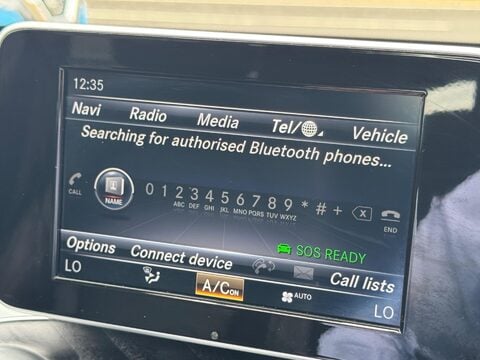 12:35
Navi Radio Media Tel/ Vehicle
Searching for authorised Bluetooth phones...
CALL NAME 0 1 2 3 4 5 6 7 8 9 * # + END
ABC DEF GHI JKL MNO PQRS TUV WXYZ
SOS READY
Options Connect device Call lists
LO A/C ON AUTO LO